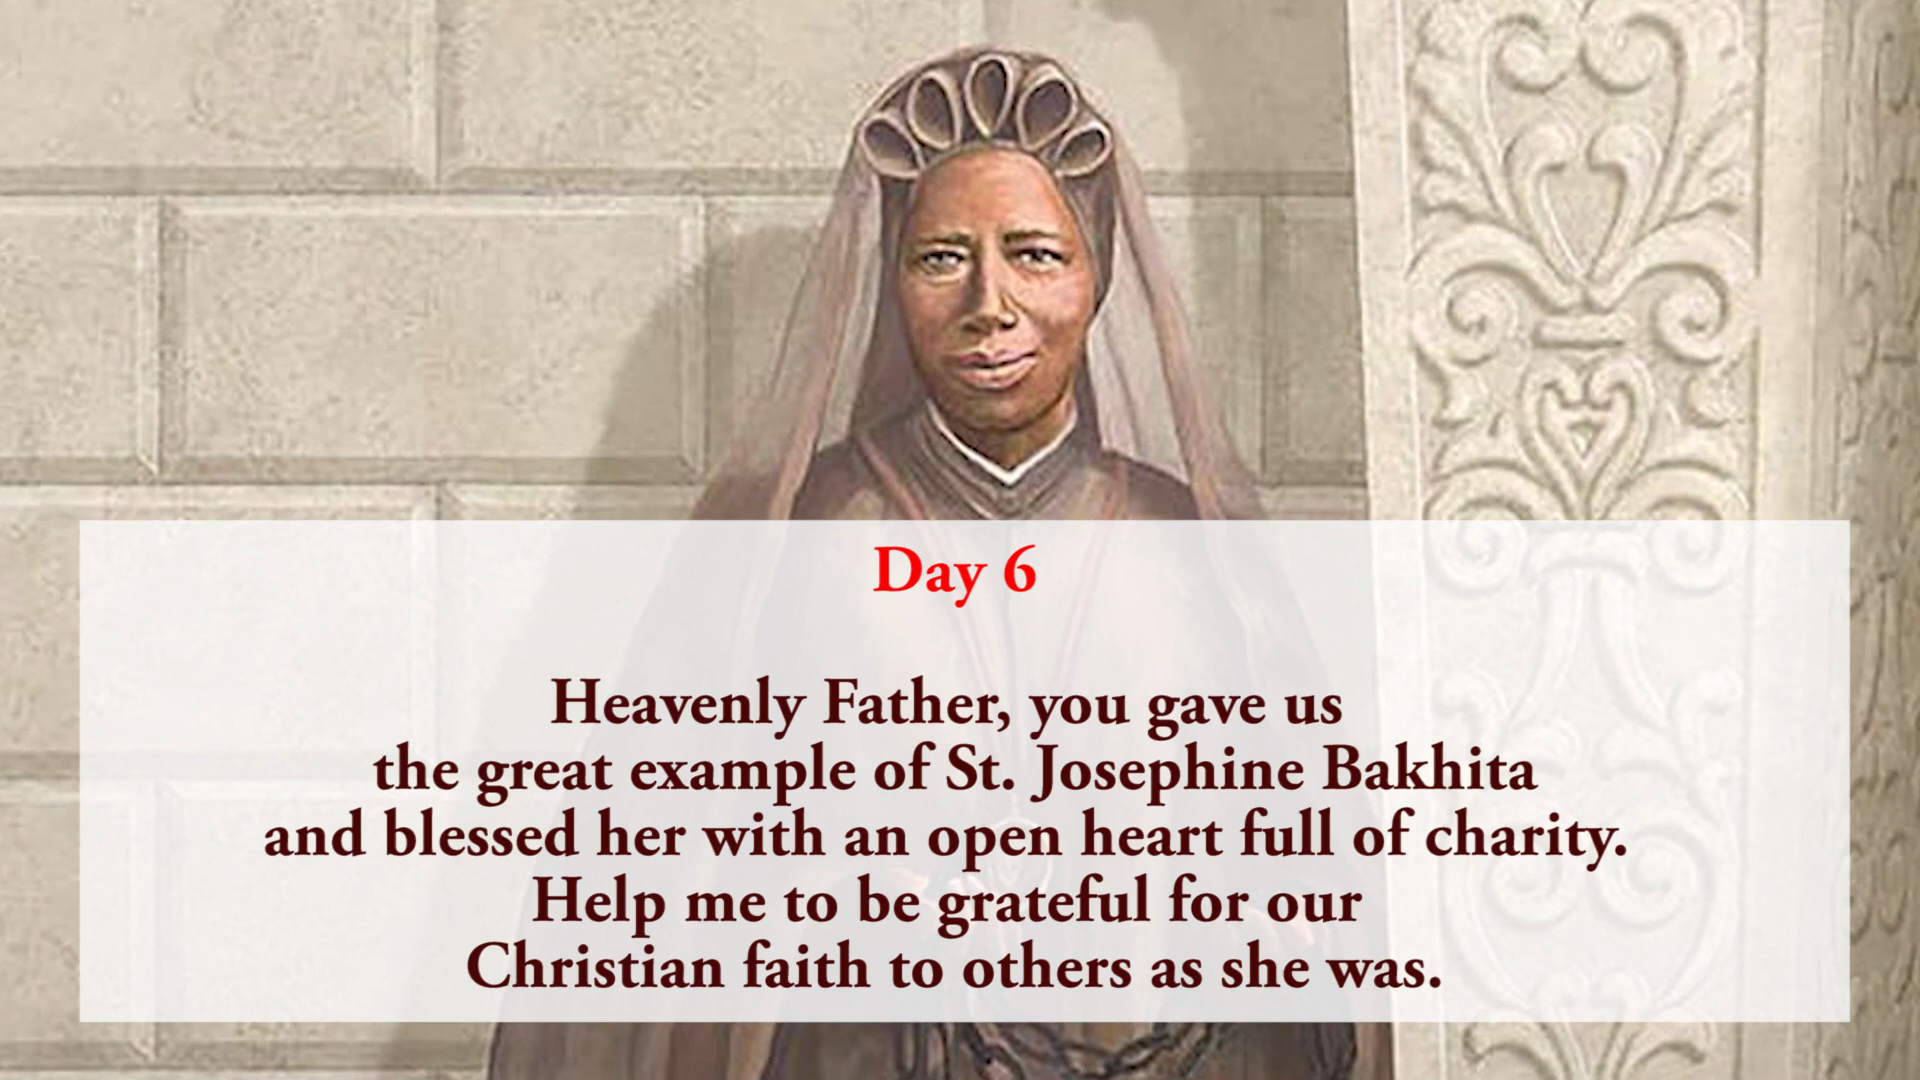 Day 6
Heavenly Father, you gave us
the great example of St. Josephine Bakhita
and blessed her with an open heart full of charity.
Help me to be grateful for our
Christian faith to others as she was.